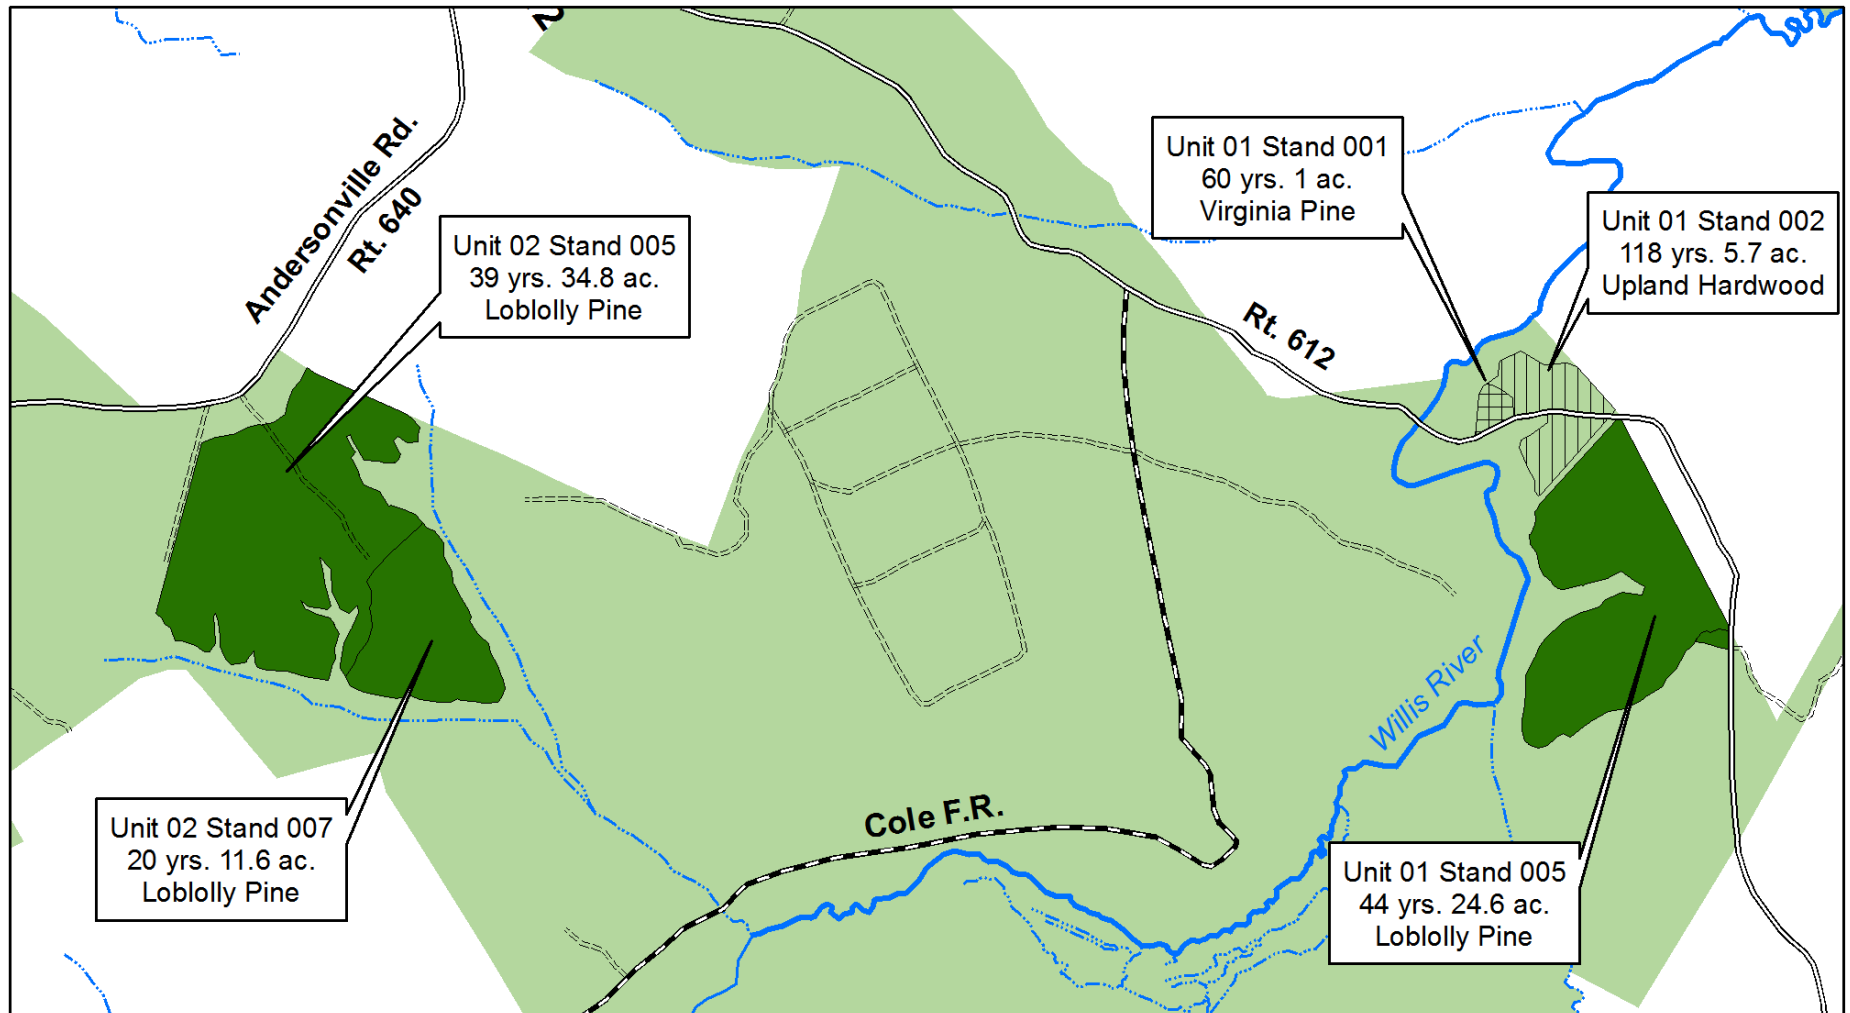 2
Andersonville Rd.
Rt. 640
Unit 01 Stand 001
60 yrs. 1 ac.
Virginia Pine
Unit 01 Stand 002
118 yrs. 5.7 ac.
Upland Hardwood
Unit 02 Stand 005
39 yrs. 34.8 ac.
Loblolly Pine
Rt. 612
Willis River
Cole F.R.
Unit 02 Stand 007
20 yrs. 11.6 ac.
Loblolly Pine
Unit 01 Stand 005
44 yrs. 24.6 ac.
Loblolly Pine